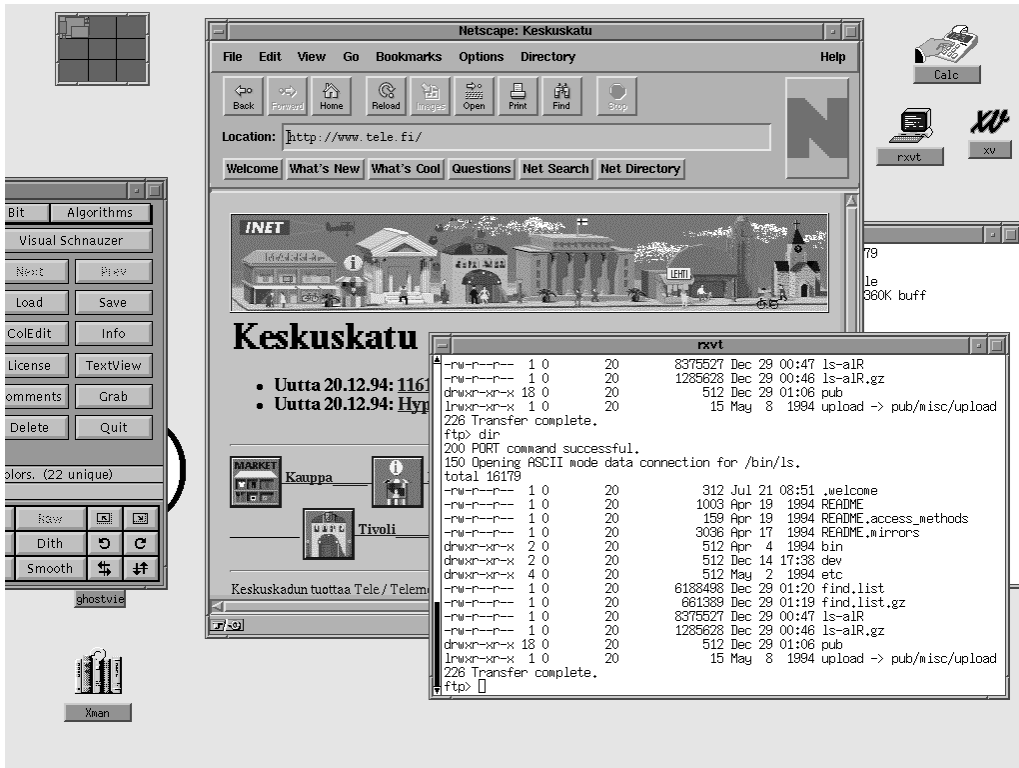 Netscape: Keskuskatu
File Edit View Go Bookmarks Options Directory Help
Back Forward Home Reload Images Open Print Find Stop
Location: http://www.tele.fi/
Welcome What's New What's Cool Questions Net Search Net Directory
N
INET
i
LEHTI
Keskuskatu
• Uutta 20.12.94: 1161
• Uutta 20.12.94: Hyp
MARKET
Kauppa
i
Tivoli
Keskuskadun tuottaa Tele / Telem
Calc
rxvt
xv
xv
79
le
360K buff
Bit Algorithms
Visual Schnauzer
Next Prev
Load Save
ColEdit Info
License TextView
omments Grab
Delete Quit
olors. (22 unique)
Raw
Dith
Smooth
ghostvie
Xman
rxvt
-rw-r--r-- 1 0 20 8375527 Dec 29 00:47 ls-alR
-rw-r--r-- 1 0 20 1285628 Dec 29 00:46 ls-alR.gz
drwxr-xr-x 18 0 20 512 Dec 29 01:06 pub
lrwxr-xr-x 1 0 20 15 May 8 1994 upload -> pub/misc/upload
226 Transfer complete.
ftp> dir
200 PORT command successful.
150 Opening ASCII mode data connection for /bin/ls.
total 16179
-rw-r--r-- 1 0 20 312 Jul 21 08:51 .welcome
-rw-r--r-- 1 0 20 1003 Apr 19 1994 README
-rw-r--r-- 1 0 20 159 Apr 19 1994 README.access_methods
-rw-r--r-- 1 0 20 3036 Apr 17 1994 README.mirrors
drwxr-xr-x 2 0 20 512 Apr 4 1994 bin
drwxr-xr-x 2 0 20 512 Dec 14 17:38 dev
drwxr-xr-x 4 0 20 512 May 2 1994 etc
-rw-r--r-- 1 0 20 6188498 Dec 29 01:20 find.list
-rw-r--r-- 1 0 20 661389 Dec 29 01:19 find.list.gz
-rw-r--r-- 1 0 20 8375527 Dec 29 00:47 ls-alR
-rw-r--r-- 1 0 20 1285628 Dec 29 00:46 ls-alR.gz
drwxr-xr-x 18 0 20 512 Dec 29 01:06 pub
lrwxr-xr-x 1 0 20 15 May 8 1994 upload -> pub/misc/upload
226 Transfer complete.
ftp>